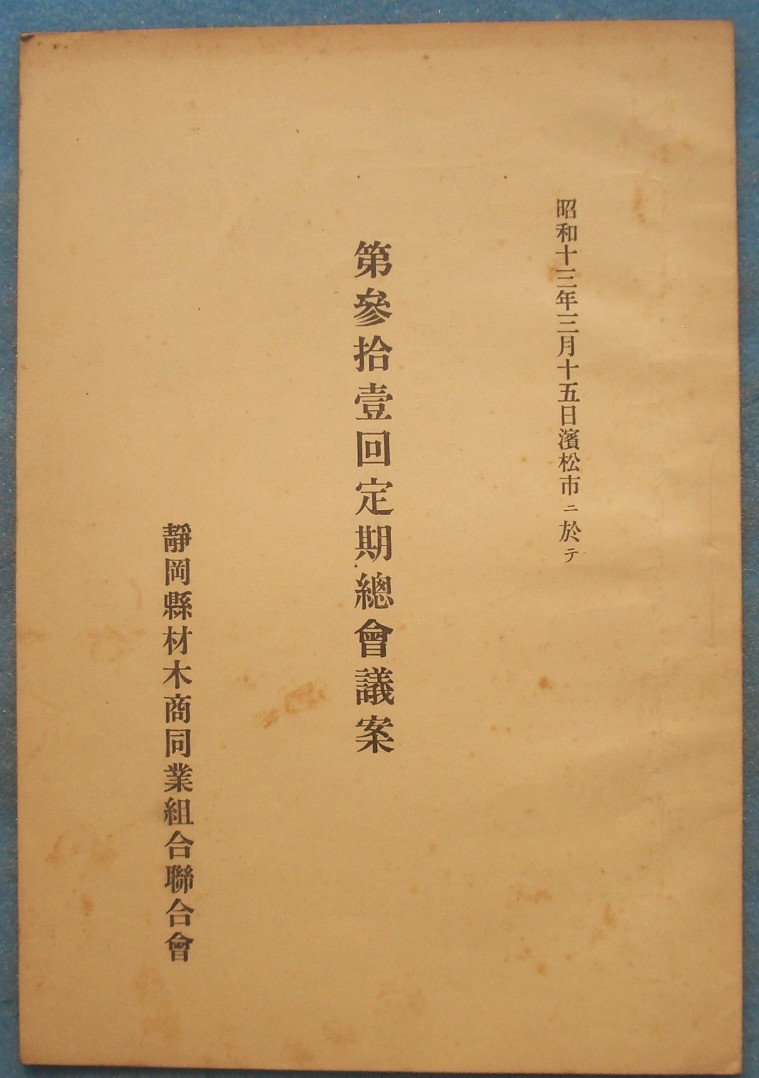 昭和十三年三月十五日濱松市ニ於テ
第參拾壹回定期總會議案
靜岡縣材木商同業組合聯合會